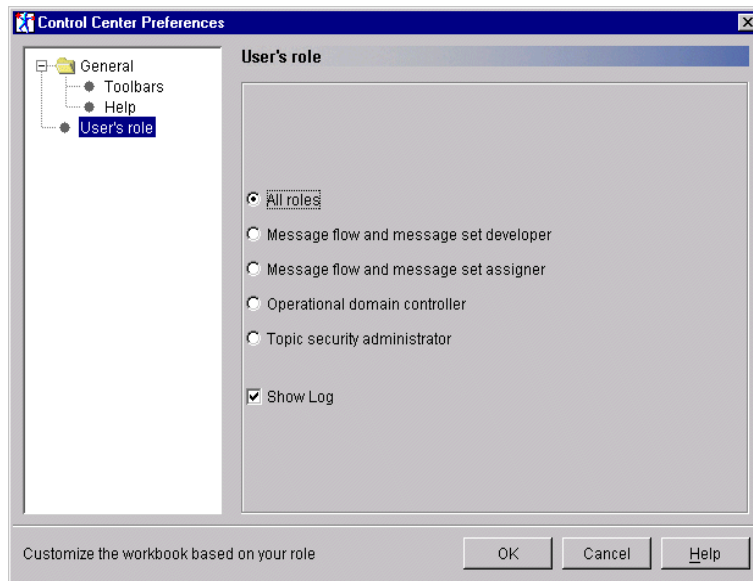 Control Center Preferences
General
Toolbars
Help
User's role
User's role
All roles
Message flow and message set developer
Message flow and message set assigner
Operational domain controller
Topic security administrator
Show Log
Customize the workbook based on your role
OK Cancel Help